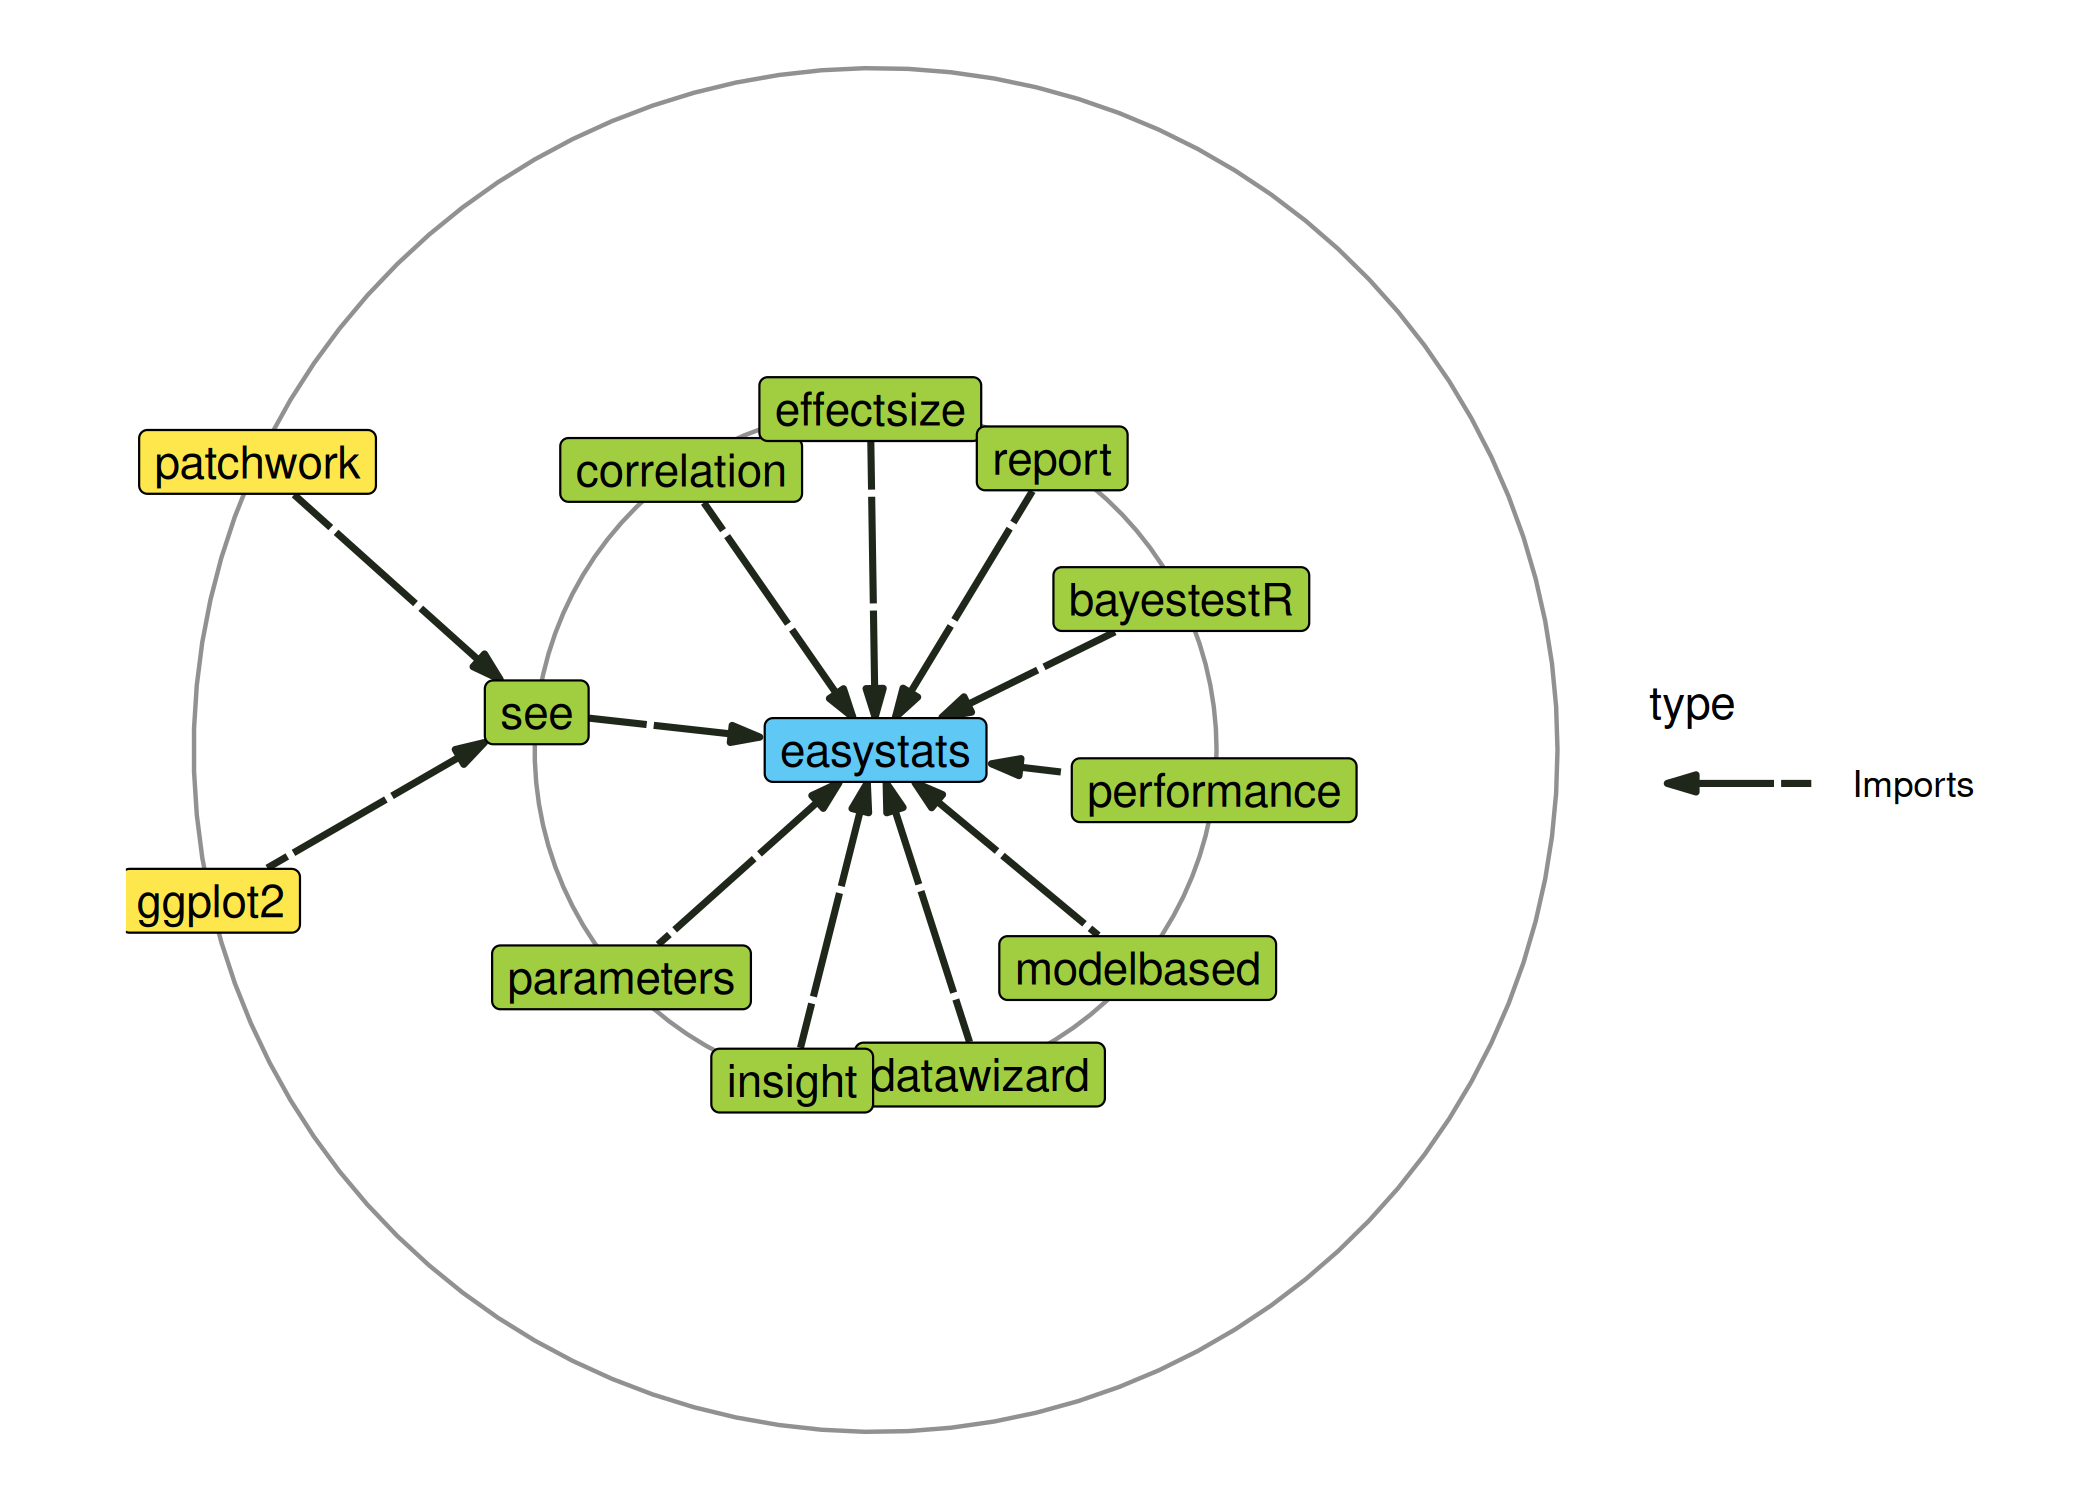 effectsize
patchwork
correlation
report
bayestestR
see
easystats
performance
ggplot2
parameters
modelbased
insight
datawizard
type
Imports